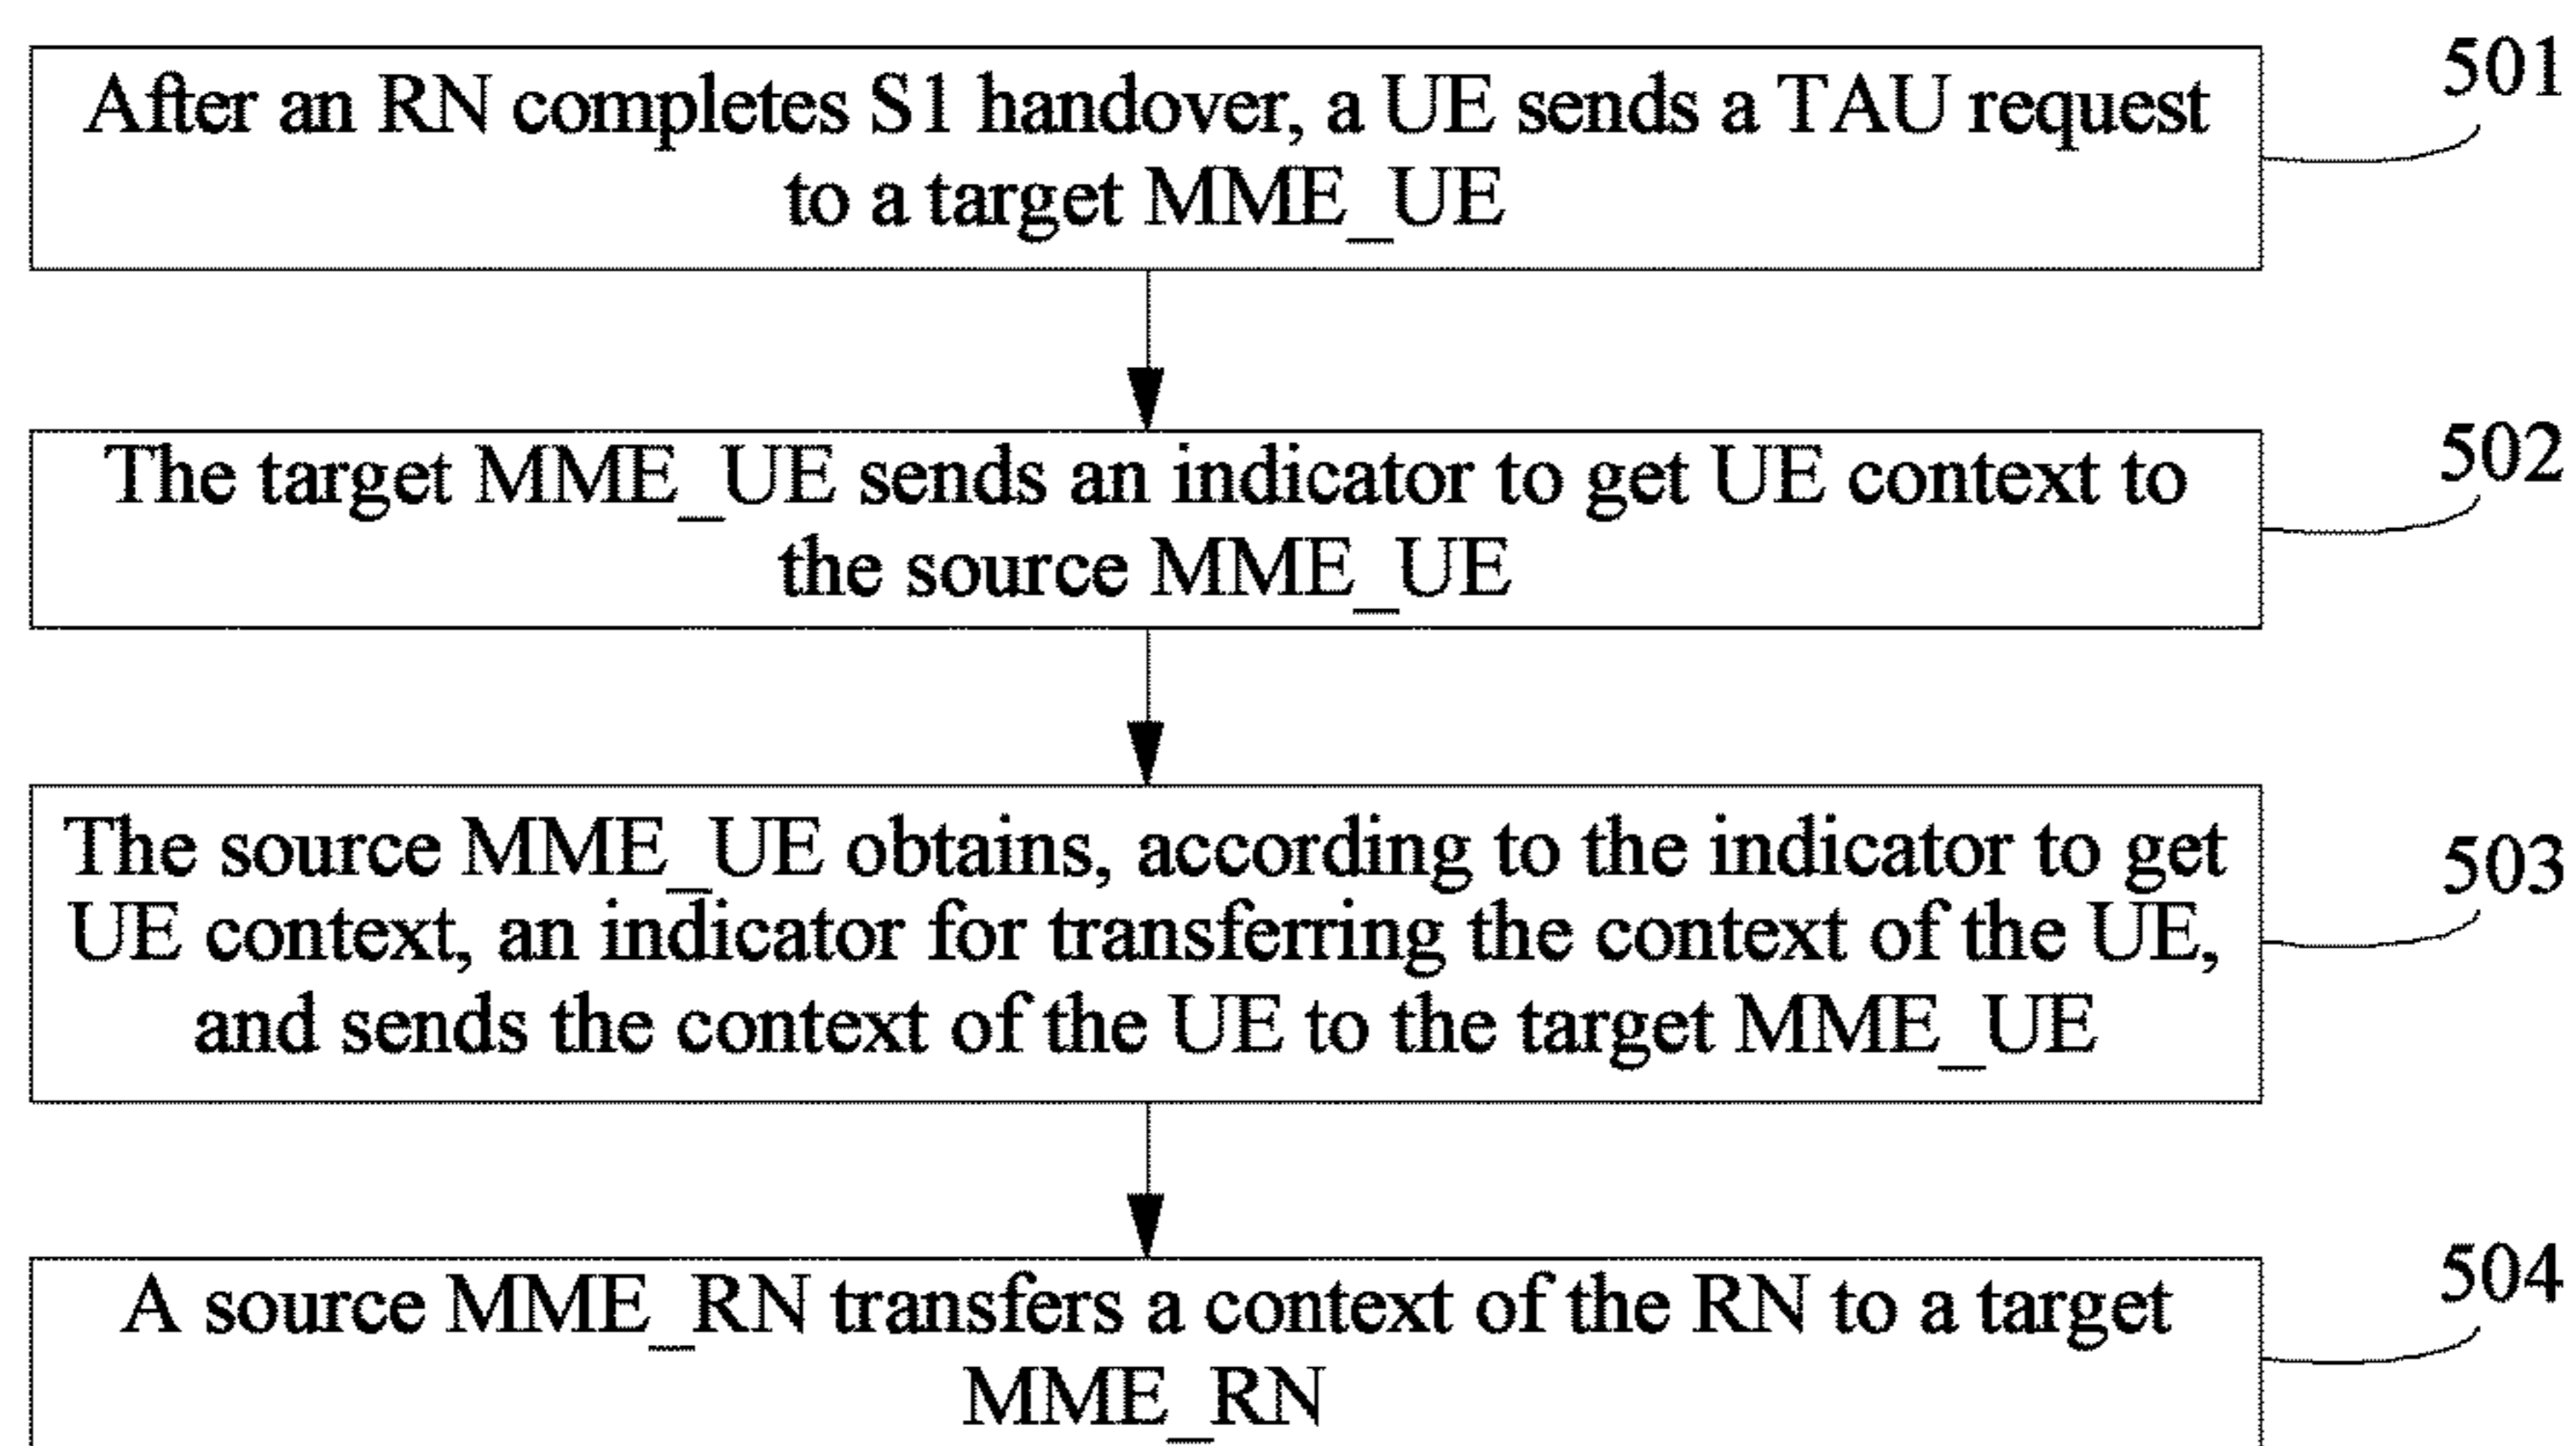 After an RN completes S1 handover, a UE sends a TAU request
to a target MME_UE
501
The target MME_UE sends an indicator to get UE context to
the source MME_UE
502
The source MME_UE obtains, according to the indicator to get
UE context, an indicator for transferring the context of the UE,
and sends the context of the UE to the target MME_UE
503
A source MME_RN transfers a context of the RN to a target
MME_RN
504